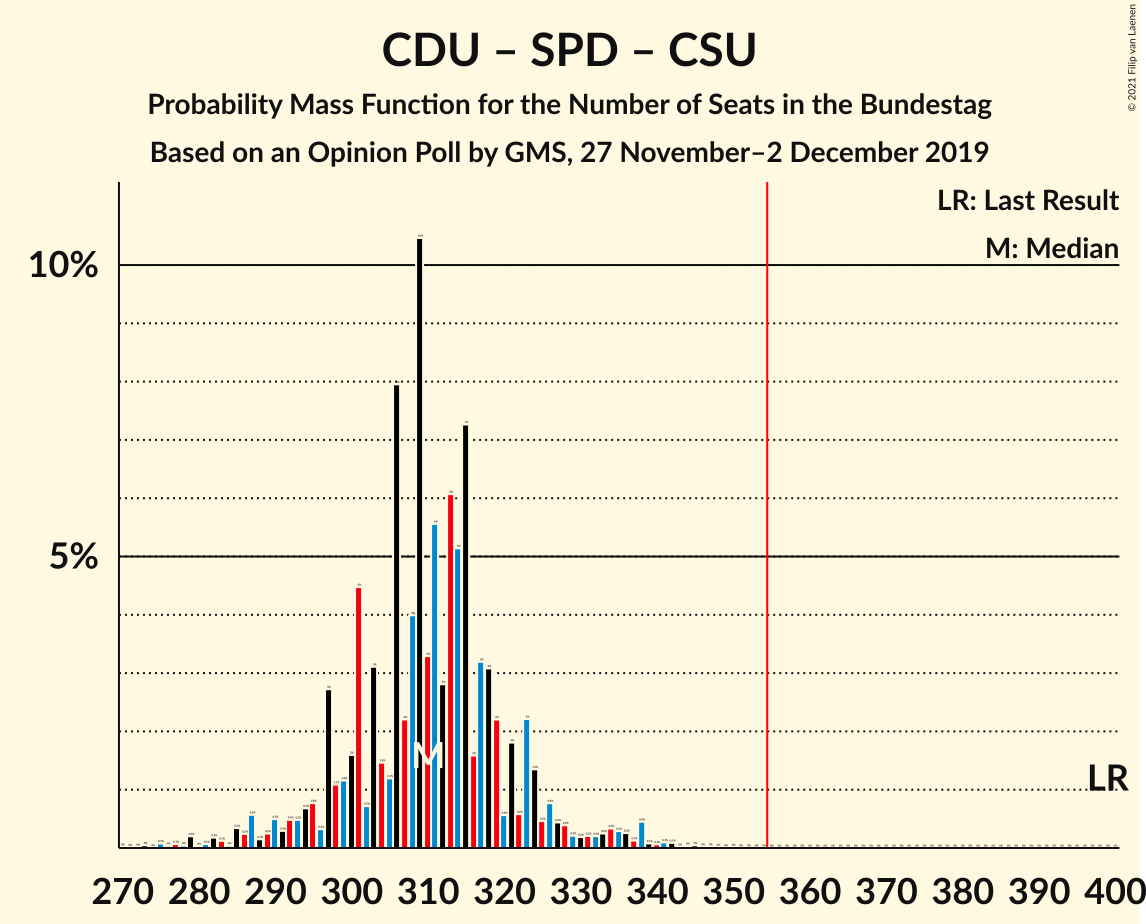 CDU – SPD – CSU
Probability Mass Function for the Number of Seats in the Bundestag
Based on an Opinion Poll by GMS, 27 November–2 December 2019
© 2021 Filip van Laenen
LR: Last Result
M: Median
10%
5%
M
LR
270 280 290 300 310 320 330 340 350 360 370 380 390 400